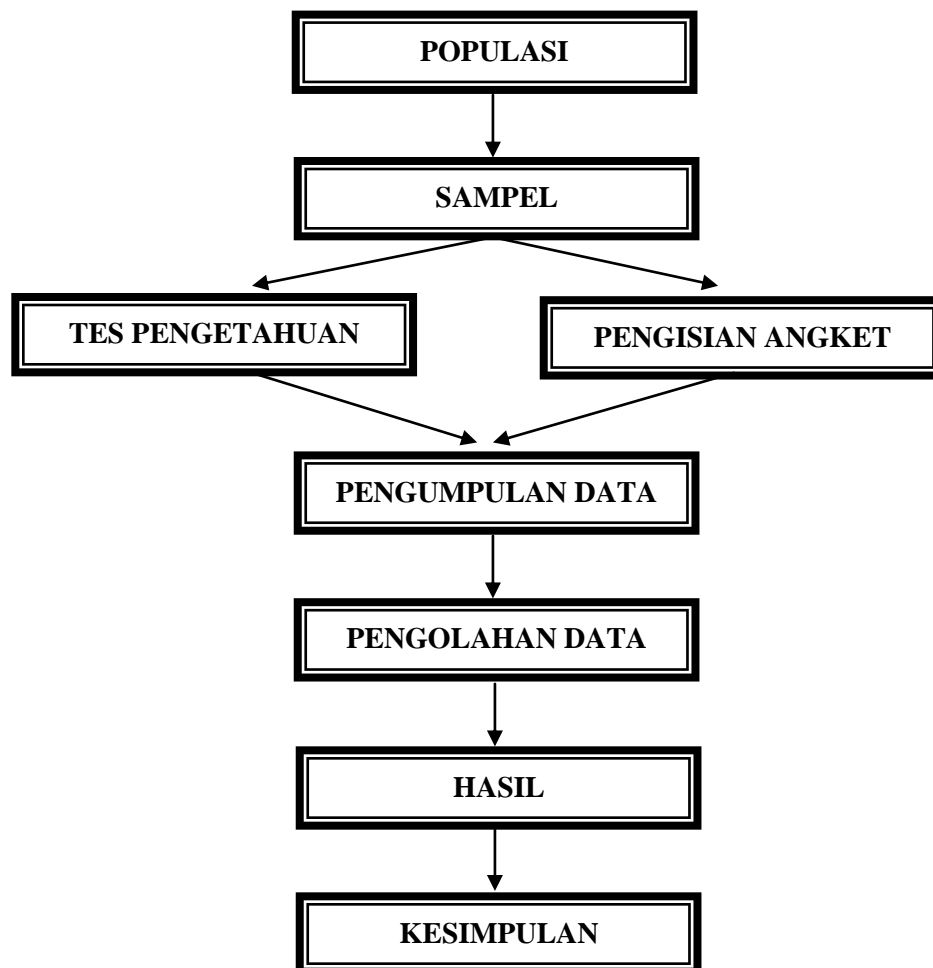 POPULASI
SAMPEL
TES PENGETAHUAN
PENGISIAN ANGKET
PENGUMPULAN DATA
PENGOLAHAN DATA
HASIL
KESIMPULAN